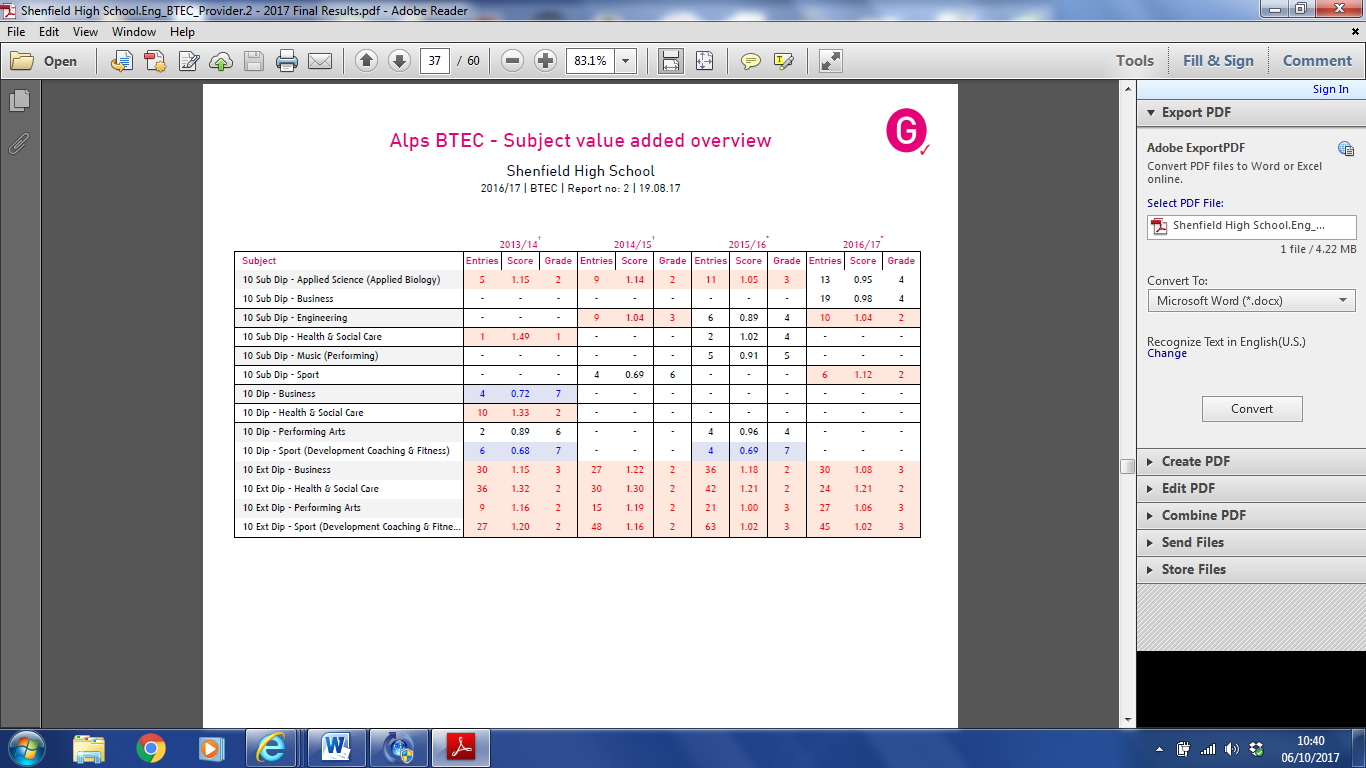 Shenfield High School.Eng_BTEC_Provider.2 - 2017 Final Results.pdf - Adobe Reader
File Edit View Window Help
Open 37 / 60 83.1% Tools Fill & Sign Comment
Sign In
Export PDF
Adobe ExportPDF
Convert PDF files to Word or Excel
online.
Select PDF File:
Shenfield High School.Eng_...
1 file / 4.22 MB
Convert To:
Microsoft Word (*.docx)
Recognize Text in English(U.S.)
Change
Convert
Create PDF
Edit PDF
Combine PDF
Send Files
Store Files
G
Alps BTEC - Subject value added overview
Shenfield High School
2016/17 | BTEC | Report no: 2 | 19.08.17
2013/14† 2014/15† 2015/16* 2016/17*
Subject Entries Score Grade Entries Score Grade Entries Score Grade Entries Score Grade
10 Sub Dip - Applied Science (Applied Biology) 5 1.15 2 9 1.14 2 11 1.05 3 13 0.95 4
10 Sub Dip - Business - - - - - - - - - 19 0.98 4
10 Sub Dip - Engineering - - - 9 1.04 3 6 0.89 4 10 1.04 2
10 Sub Dip - Health & Social Care 1 1.49 1 - - - 2 1.02 4 - - -
10 Sub Dip - Music (Performing) - - - - - - 5 0.91 5 - - -
10 Sub Dip - Sport - - - 4 0.69 6 - - - 6 1.12 2
10 Dip - Business 4 0.72 7 - - - - - - - - -
10 Dip - Health & Social Care 10 1.33 2 - - - - - - - - -
10 Dip - Performing Arts 2 0.89 6 - - - 4 0.96 4 - - -
10 Dip - Sport (Development Coaching & Fitness) 6 0.68 7 - - - 4 0.69 7 - - -
10 Ext Dip - Business 30 1.15 3 27 1.22 2 36 1.18 2 30 1.08 3
10 Ext Dip - Health & Social Care 36 1.32 2 30 1.30 2 42 1.21 2 24 1.21 2
10 Ext Dip - Performing Arts 9 1.16 2 15 1.19 2 21 1.00 3 27 1.06 3
10 Ext Dip - Sport (Development Coaching & Fitne... 27 1.20 2 48 1.16 2 63 1.02 3 45 1.02 3
10:40
06/10/2017